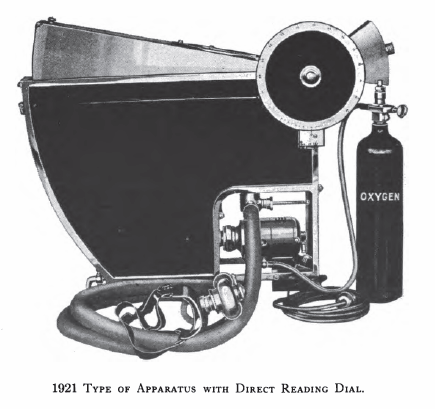 OXYGEN
1921 Type of Apparatus with Direct Reading Dial.